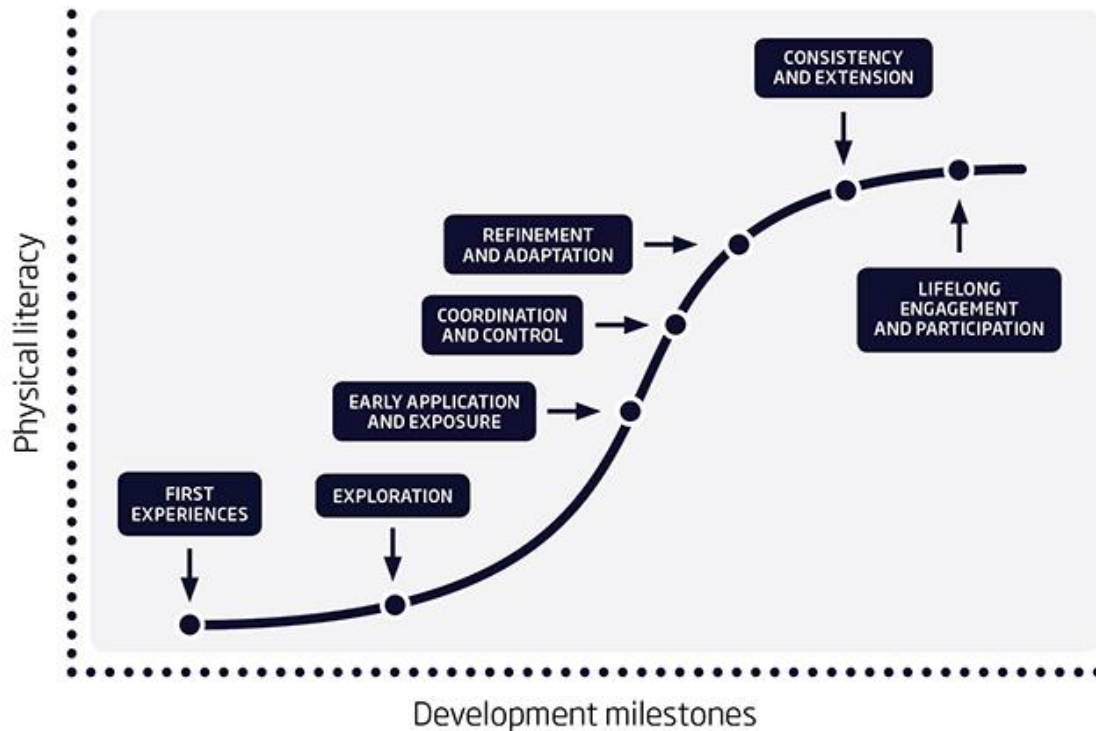 CONSISTENCY
AND EXTENSION
REFINEMENT
AND ADAPTATION
LIFELONG
ENGAGEMENT
AND PARTICIPATION
COORDINATION
AND CONTROL
EARLY APPLICATION
AND EXPOSURE
FIRST
EXPERIENCES
EXPLORATION
Physical literacy
Development milestones